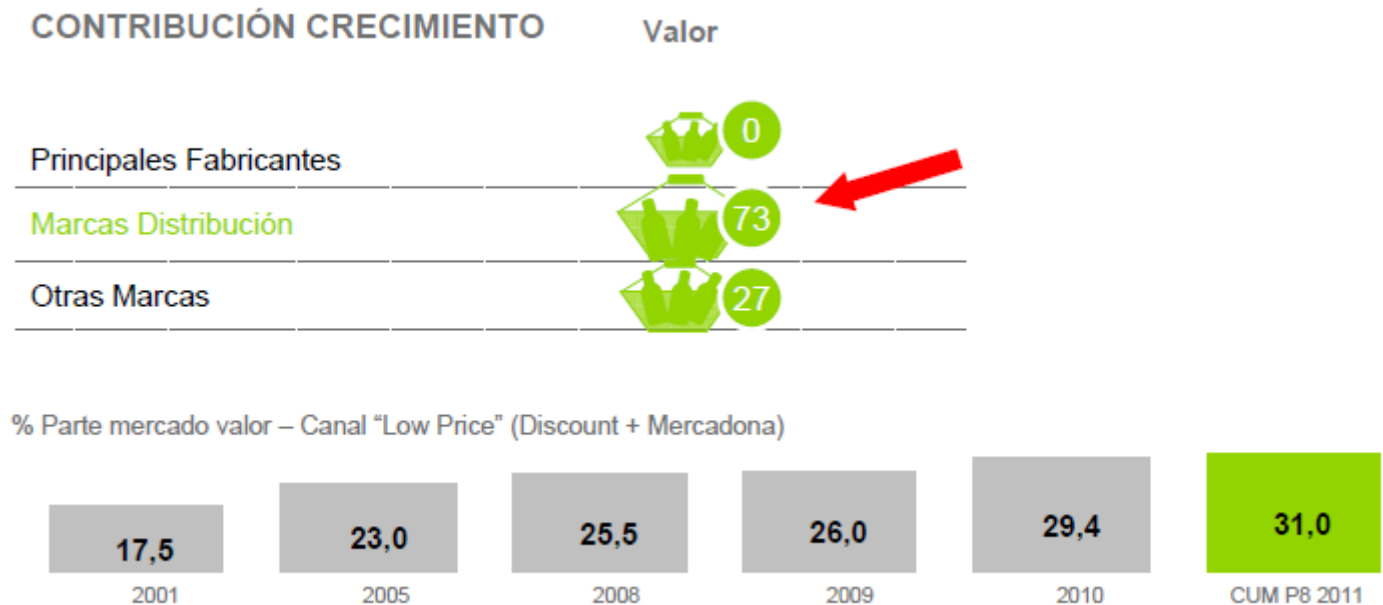 CONTRIBUCIÓN CRECIMIENTO Valor
Principales Fabricantes 0
Marcas Distribución 73
Otras Marcas 27
% Parte mercado valor – Canal “Low Price” (Discount + Mercadona)
17,5 23,0 25,5 26,0 29,4 31,0
2001 2005 2008 2009 2010 CUM P8 2011